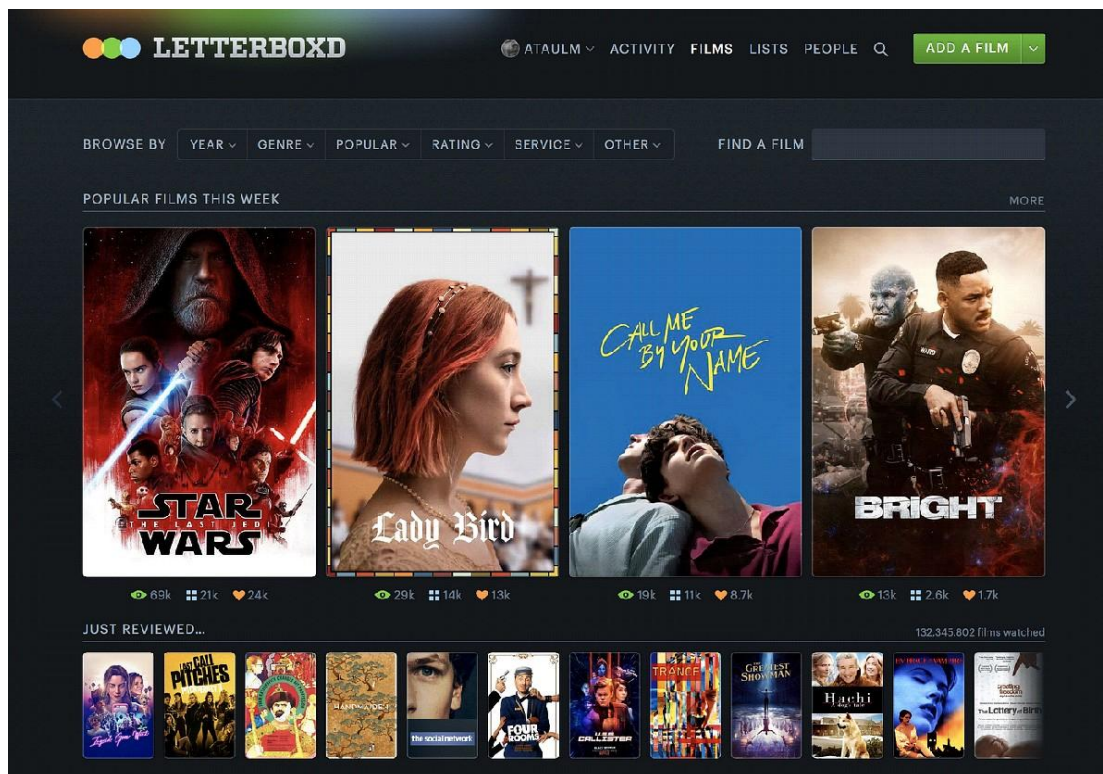 LETTERBOXD
ATAULM ACTIVITY FILMS LISTS PEOPLE
ADD A FILM
BROWSE BY YEAR GENRE POPULAR RATING SERVICE OTHER FIND A FILM
POPULAR FILMS THIS WEEK MORE
STAR
THE LAST JEDI
WARS
Lady Bird
CALL ME
BY YOUR
NAME
WARD
BRIGHT
69k 21k 24k
29k 14k 13k
19k 11k 8.7k
13k 2.6k 1.7k
JUST REVIEWED... 132,345,802 films watched
LAST CALL
PITCHES
the social network
FOUR
ROOMS
U.S.S.
CALLISTER
TRANCE
GREATEST
SHOWMAN
Hachi
a dog's tale
The Lottery of Birth